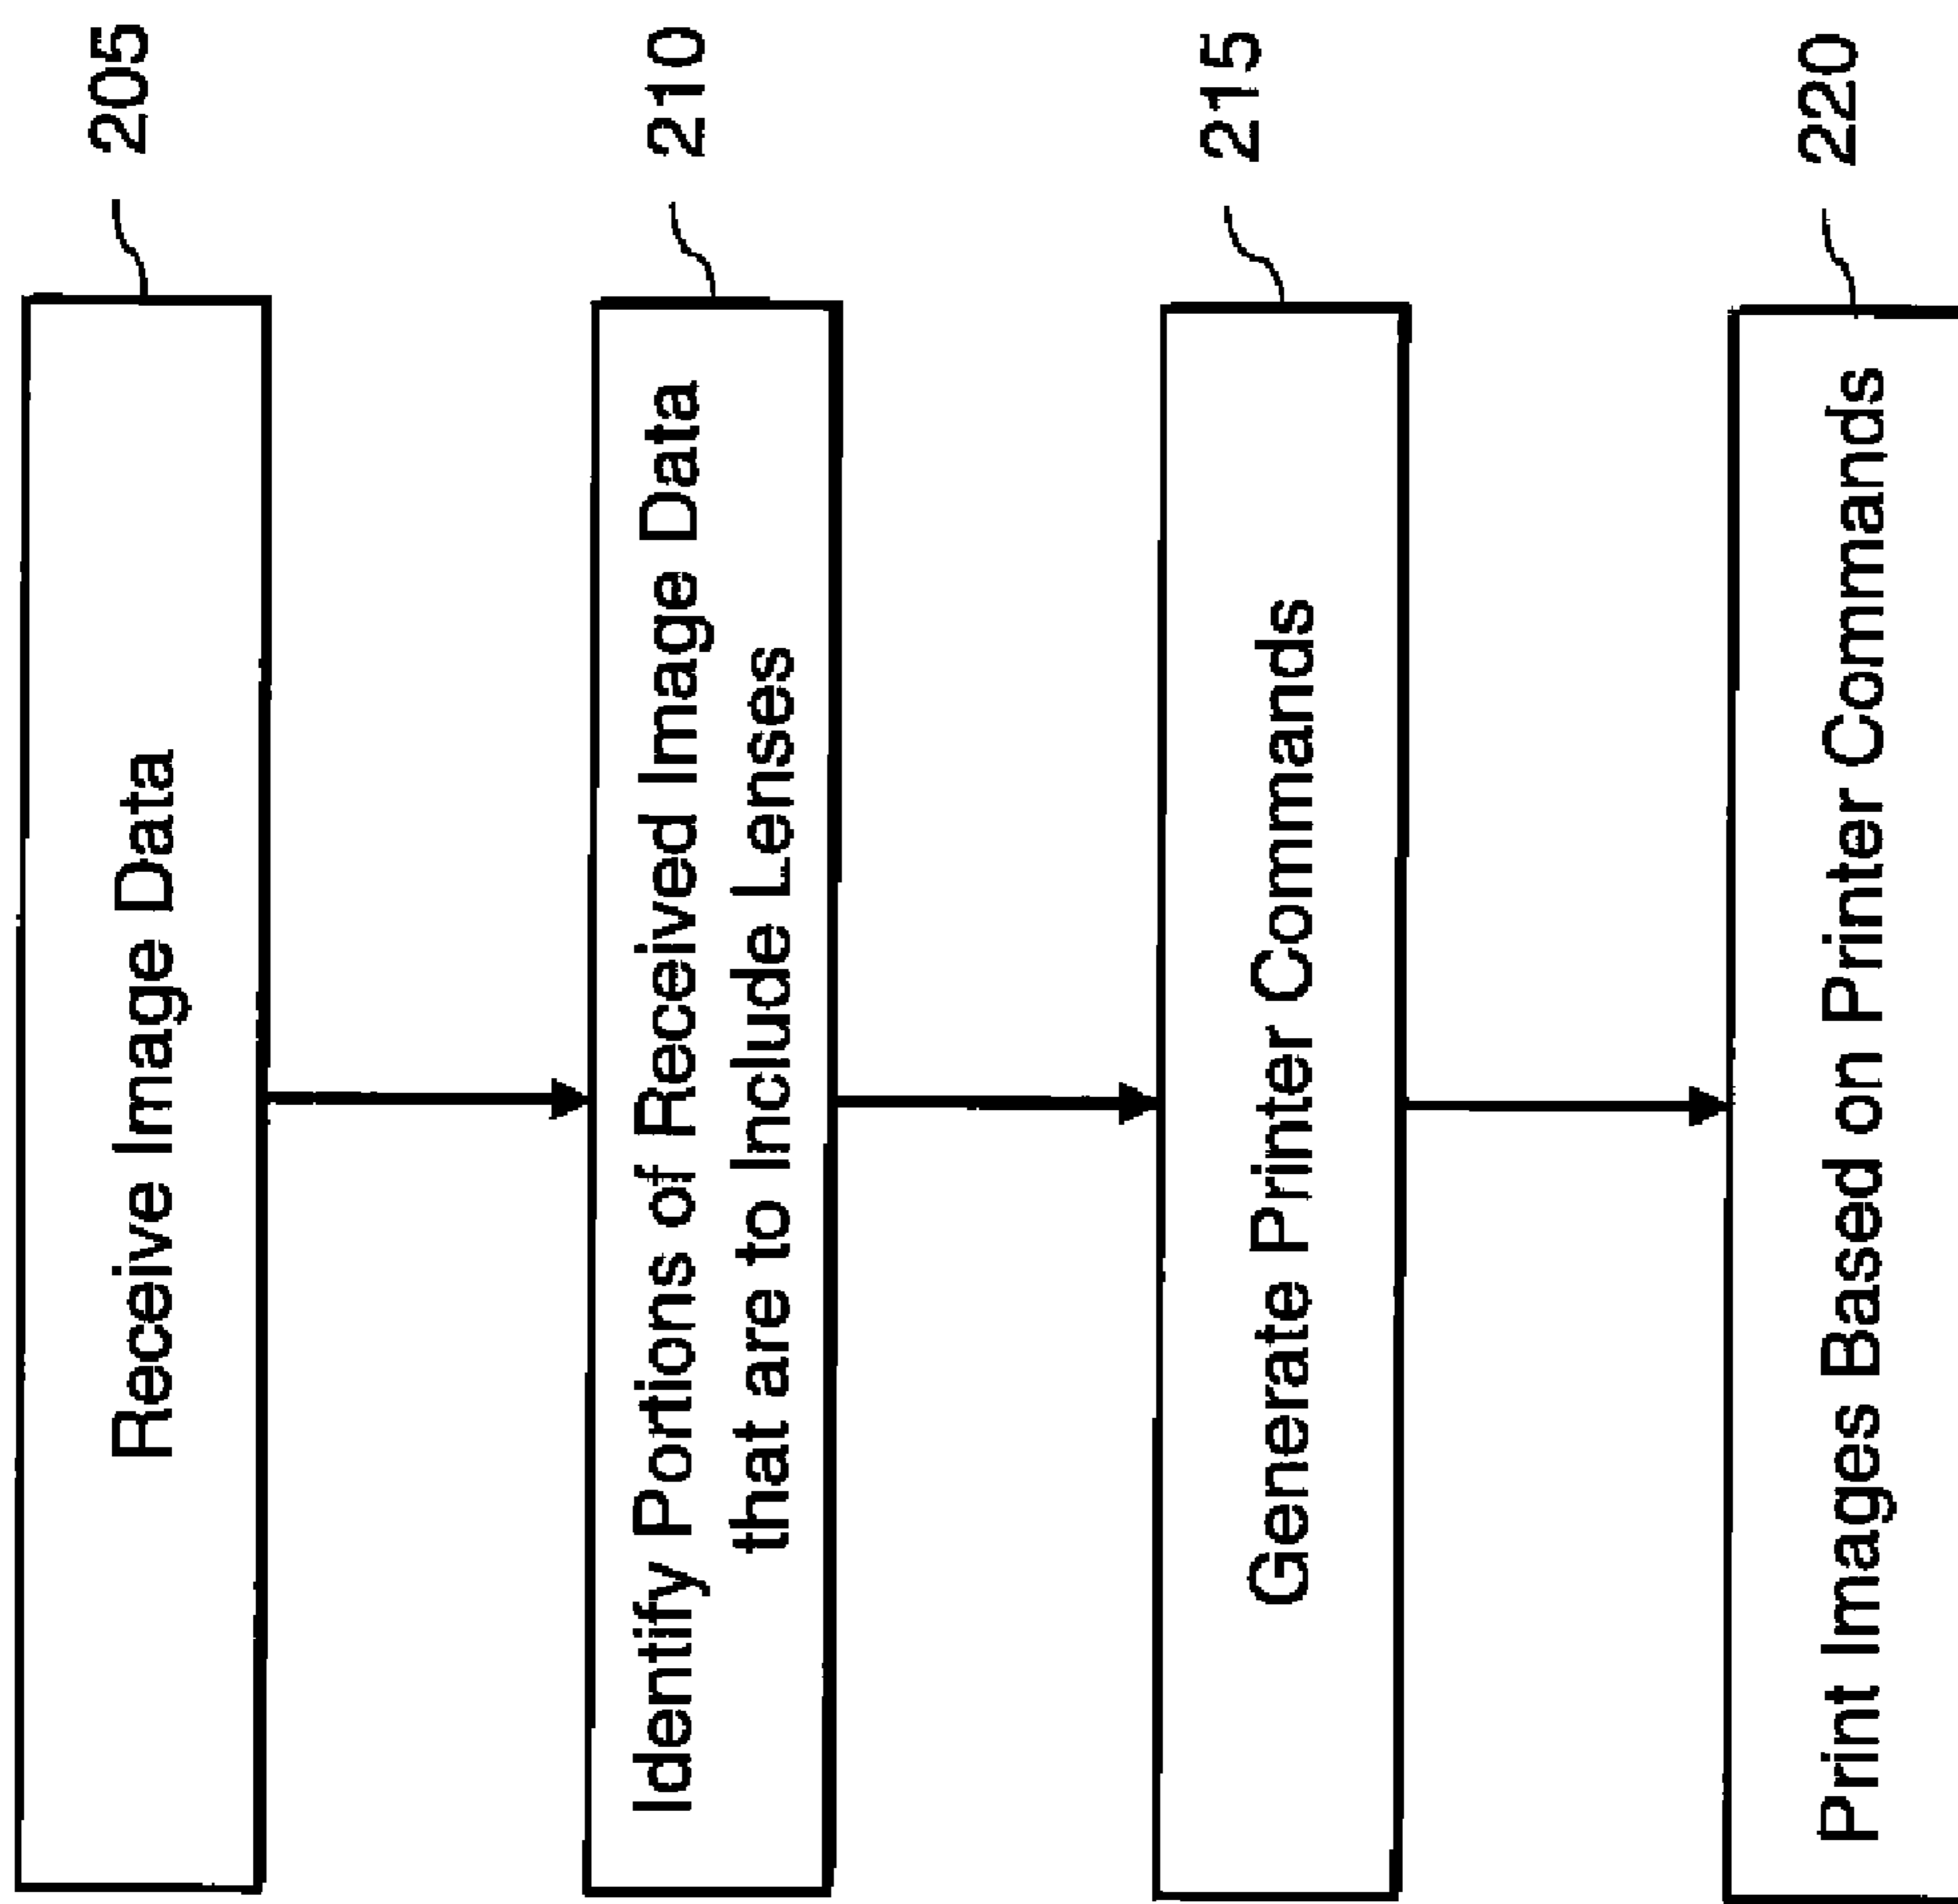 Receive Image Data
205
Identify Portions of Received Image Data
that are to Include Lenses
210
Generate Printer Commands
215
Print Images Based on Printer Commands
220